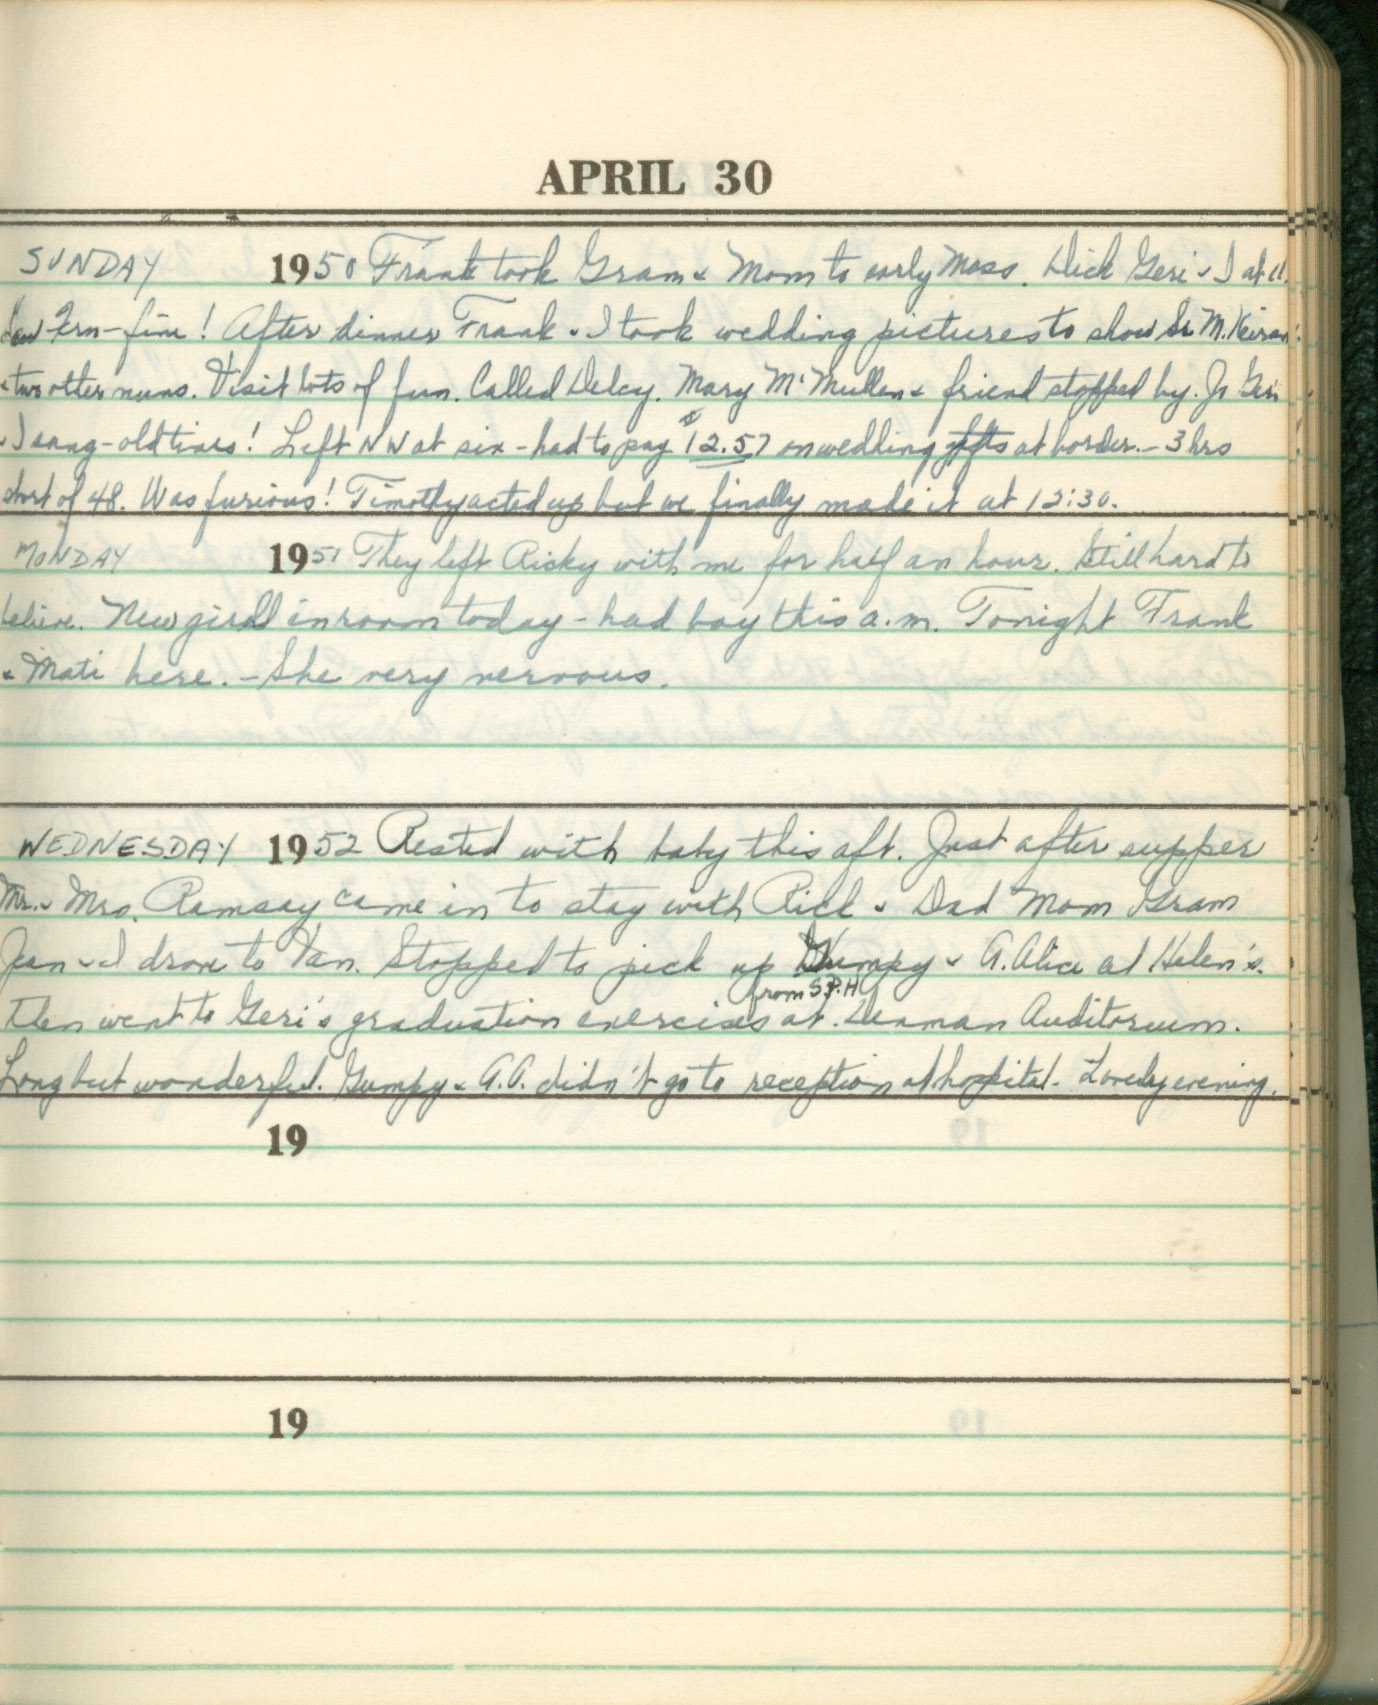 APRIL 30
SUNDAY 1950 Frank took Gram & Mom to early Mass. Dick Geri & I at 11.
Fern - fine! After dinner Frank & I took wedding pictures to show Sr. M.
& two other nuns. Visit lots of fun. Called Delcy. Mary McMullen & friend stopped by. Jo Geri
& I sang - old times! Left NW at six - had to pay $12.57 on wedding gifts at border. - 3 hrs
short of 48. Was furious! Timothy acted up but we finally made it at 12:30.
MONDAY 1951 They left Ricky with me for half an hour. Still hard to
believe. New girl in room today - had boy this a.m. Tonight Frank
& Mati here. - She very nervous.
WEDNESDAY 1952 Rested with baby this aft. Just after supper
Mr. & Mrs. Ramsay came in to stay with Rick & Dad Mom Gram
Jean & I drove to Van. Stopped to pick up Gumpy & A. Alice at Helen's.
from S.P.H
then went to Geri's graduation exercises at Denman Auditorium.
Long but wonderful. Gumpy & A.A. didn't go to reception at hospital. Lovely evening.
19
19